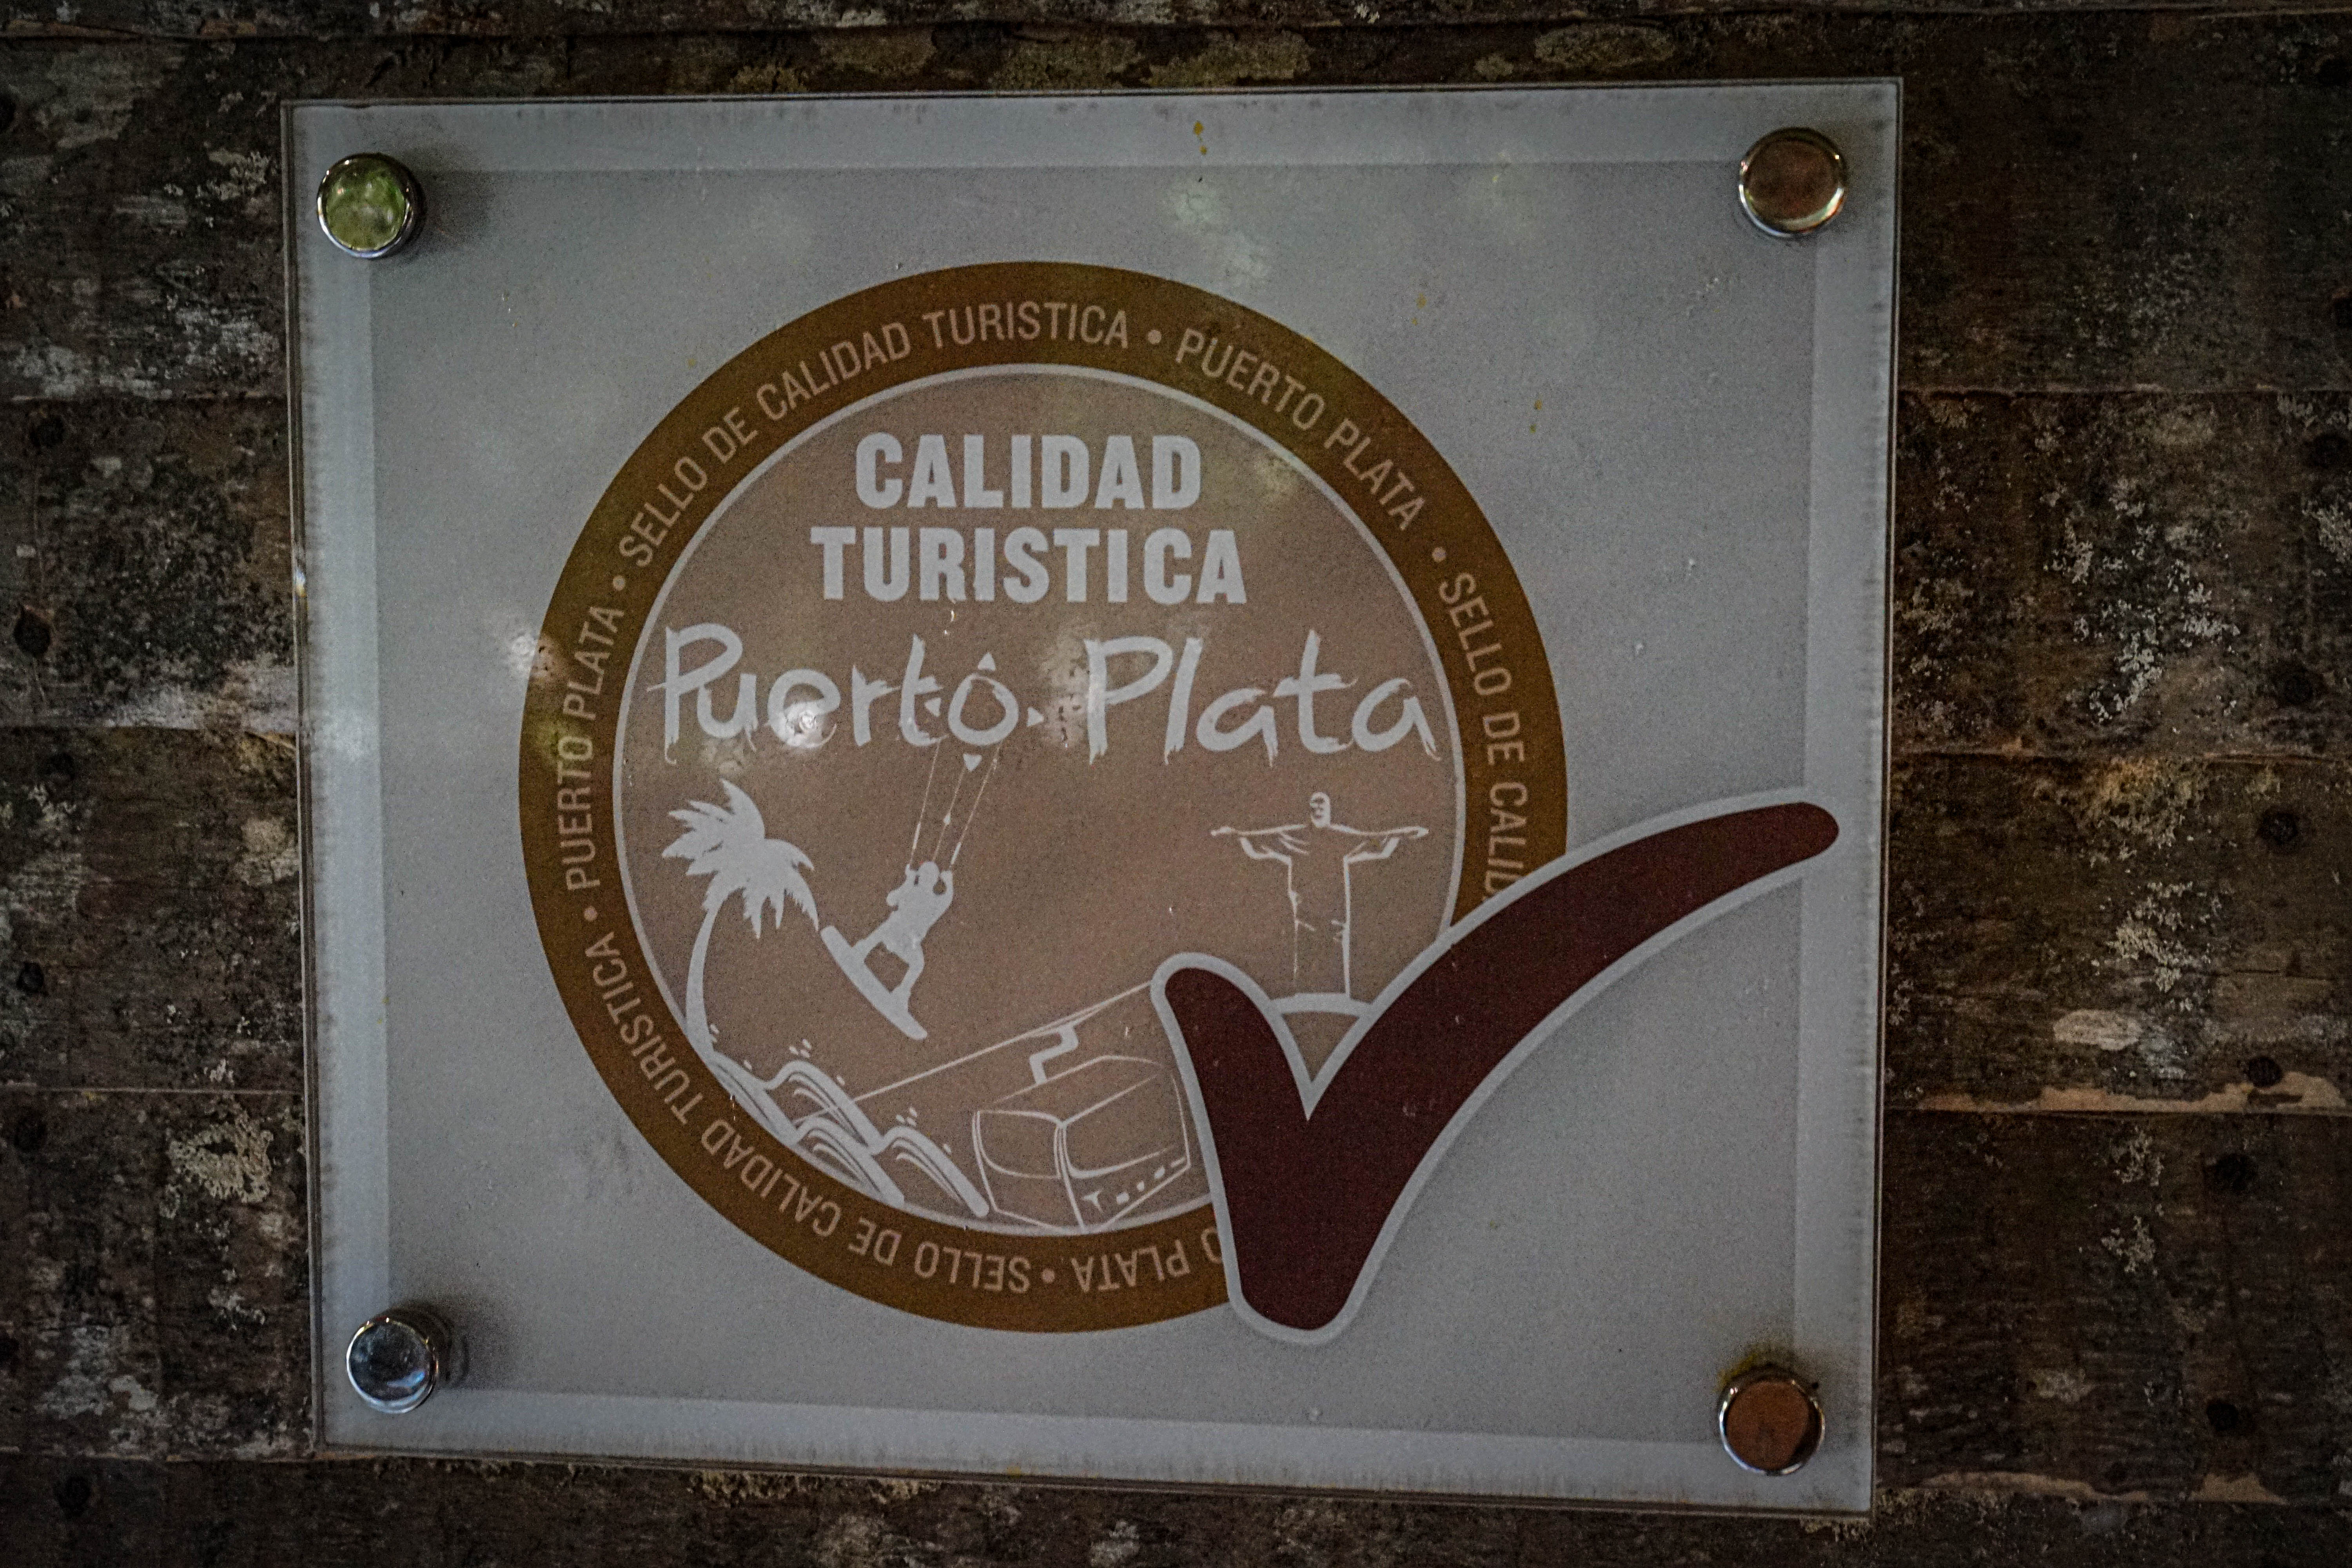 CALIDAD
TURISTICA
Puerto Plata
SELLO DE CALIDAD TURISTICA • PUERTO PLATA • SELLO DE CALID
PLATA • SELLO DE CALIDAD TURISTICA • PUERTO PLATA •